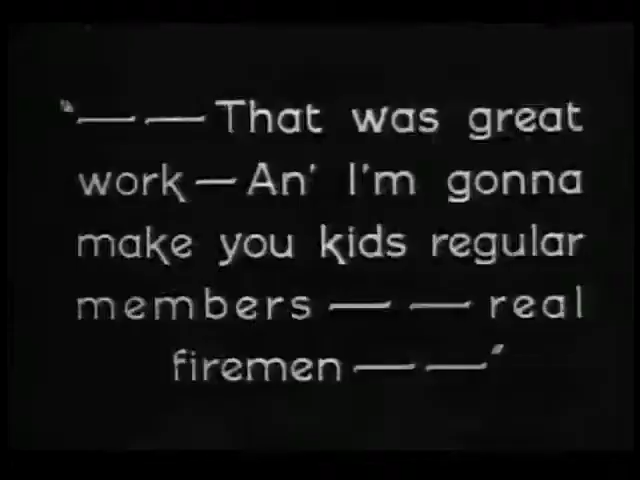 "— — That was great
work — An' I'm gonna
make you kids regular
members — — real
firemen — —"